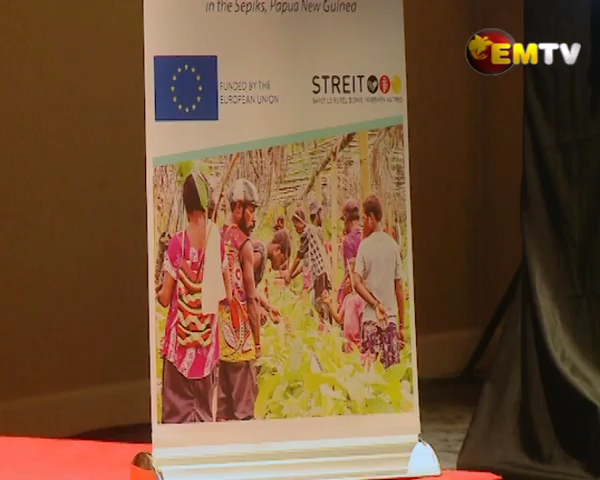 in the Sepiks, Papua New Guinea
EMTV
FUNDED BY THE
EUROPEAN UNION
STREIT